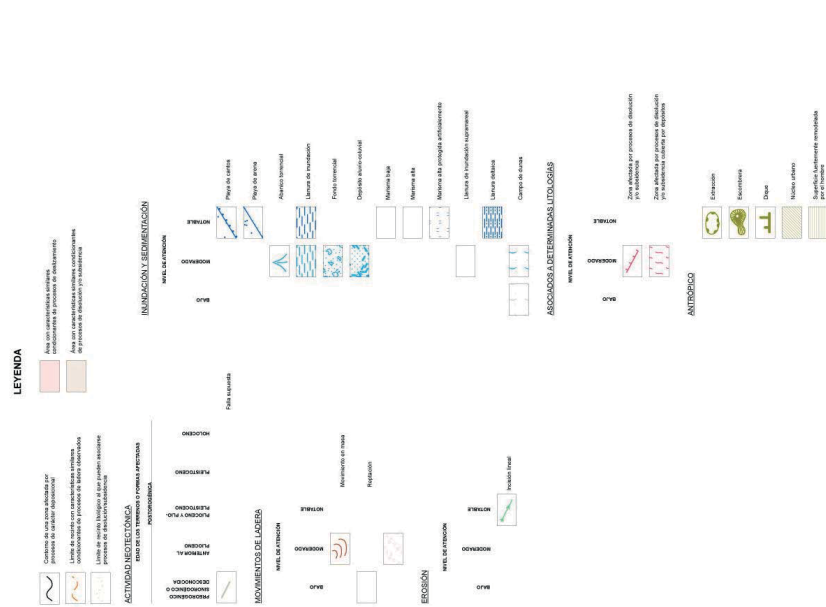 LEYENDA
Contorno de una zona afectada por
procesos de carácter deposicional
Límite de recinto con características similares
condicionantes de procesos de ladera observados
Límite de recinto litológico al que pueden asociarse
procesos de disolución/subsidencia
Área con características similares
condicionantes de procesos de deslizamiento
Área con características similares condicionantes
de procesos de disolución y/o subsidencia
ACTIVIDAD NEOTECTÓNICA
EDAD DE LOS TERRENOS O FORMAS AFECTADAS
POSTOROGÉNICA
PREOROGÉNICO
SINOROGÉNICO O
DESCONOCIDA
ANTERIOR AL
PLIOCENO
PLIOCENO Y PLIO-
PLEISTOCENO
PLEISTOCENO
HOLOCENO
Falla supuesta
MOVIMIENTOS DE LADERA
NIVEL DE ATENCIÓN
BAJO
MODERADO
NOTABLE
Movimiento en masa
Reptación
EROSIÓN
NIVEL DE ATENCIÓN
BAJO
MODERADO
NOTABLE
Incisión lineal
INUNDACIÓN Y SEDIMENTACIÓN
NIVEL DE ATENCIÓN
BAJO
MODERADO
NOTABLE
Playa de cantos
Playa de arena
Abanico torrencial
Llanura de inundación
Fondo torrencial
Depósito aluvio-coluvial
Marisma baja
Marisma alta
Marisma alta protegida artificialmente
Llanura de inundación supramareal
Llanura deltaica
Campo de dunas
ASOCIADOS A DETERMINADAS LITOLOGÍAS
NIVEL DE ATENCIÓN
BAJO
MODERADO
NOTABLE
Zona afectada por procesos de disolución
y/o subsidencia
Zona afectada por procesos de disolución
y/o subsidencia cubierta por depósitos
ANTRÓPICO
Extracción
Escombrera
Dique
Núcleo urbano
Superficie fuertemente remodelada
por el hombre